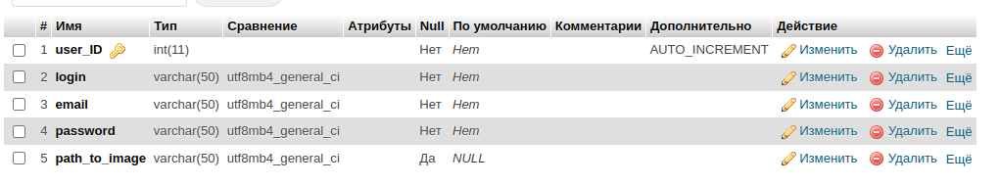 # Имя Тип Сравнение Атрибуты Null По умолчанию Комментарии Дополнительно Действие
1 user_ID int(11) Нет Нет AUTO_INCREMENT Изменить Удалить Ещё
2 login varchar(50) utf8mb4_general_ci Нет Нет Изменить Удалить Ещё
3 email varchar(50) utf8mb4_general_ci Нет Нет Изменить Удалить Ещё
4 password varchar(50) utf8mb4_general_ci Нет Нет Изменить Удалить Ещё
5 path_to_image varchar(50) utf8mb4_general_ci Да NULL Изменить Удалить Ещё